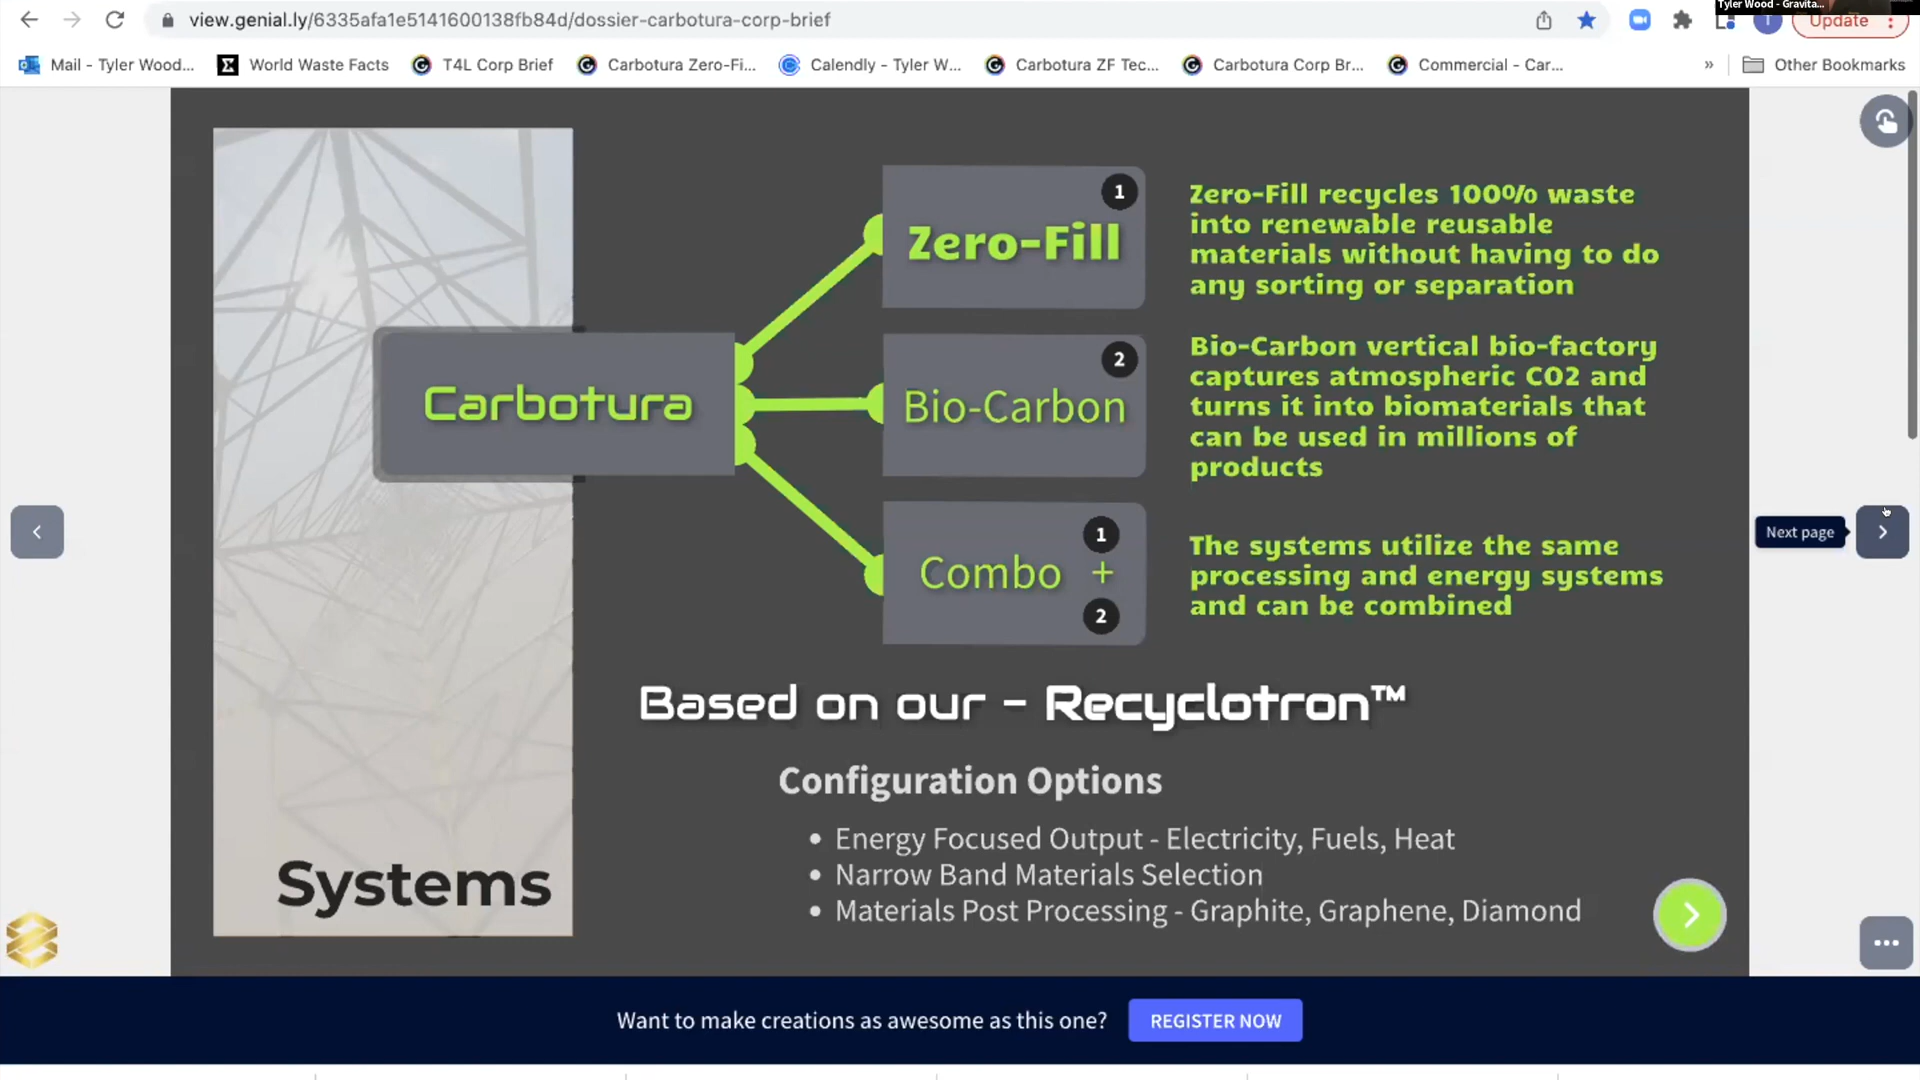 Tyler Wood - Gravita...
view.genial.ly/6335afa1e5141600138fb84d/dossier-carbotura-corp-brief
T
Update
Mail - Tyler Wood...
World Waste Facts
T4L Corp Brief
Carbotura Zero-Fi...
Calendly - Tyler W...
Carbotura ZF Tec...
Carbotura Corp Br...
Commercial - Car...
»
Other Bookmarks
1
Zero-Fill
Zero-Fill recycles 100% waste
into renewable reusable
materials without having to do
any sorting or separation
Carbotura
2
Bio-Carbon
Bio-Carbon vertical bio-factory
captures atmospheric CO2 and
turns it into biomaterials that
can be used in millions of
products
Combo
1
+
2
The systems utilize the same
processing and energy systems
and can be combined
Next page
Based on our - Recyclotron™
Configuration Options
• Energy Focused Output - Electricity, Fuels, Heat
• Narrow Band Materials Selection
• Materials Post Processing - Graphite, Graphene, Diamond
Systems
Want to make creations as awesome as this one?
REGISTER NOW